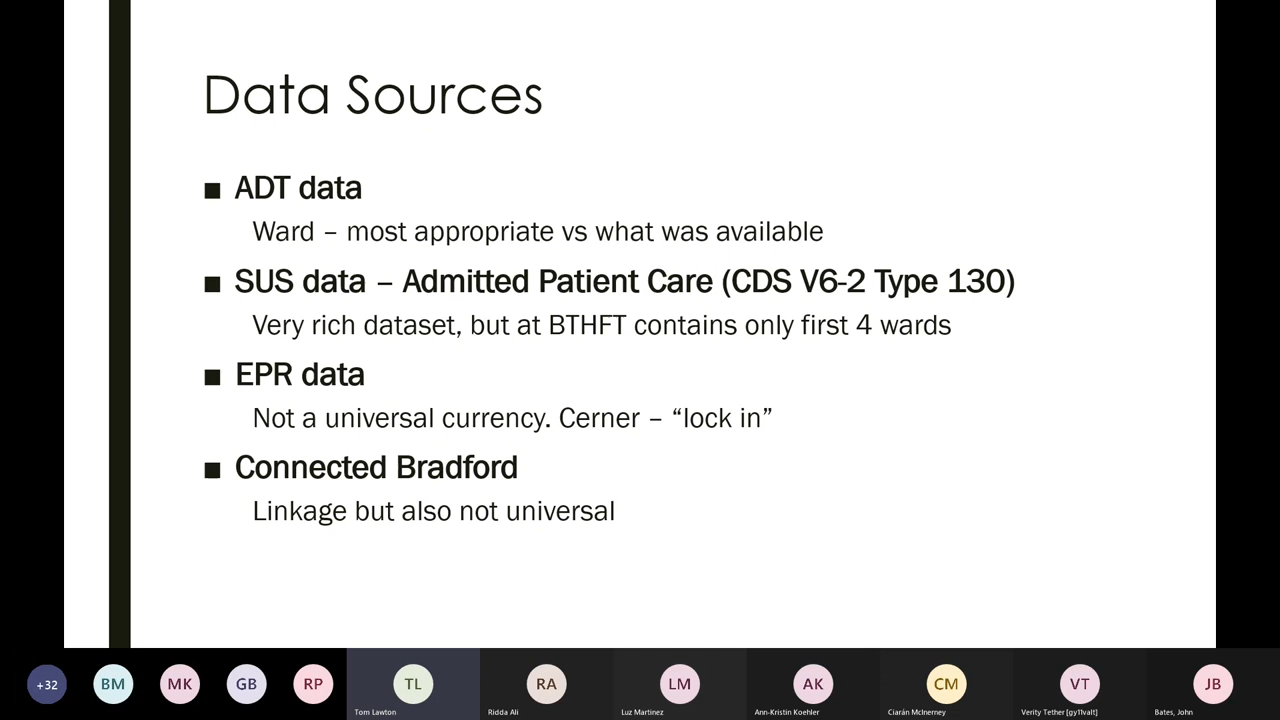 Data Sources
■ ADT data
Ward – most appropriate vs what was available
■ SUS data – Admitted Patient Care (CDS V6-2 Type 130)
Very rich dataset, but at BTHFT contains only first 4 wards
■ EPR data
Not a universal currency. Cerner – “lock in”
■ Connected Bradford
Linkage but also not universal
+32 BM MK GB RP TL RA LM AK CM VT JB
Tom Lawton Ridda Ali Luz Martinez Ann-Kristin Koehler Ciarán McInerney Verity Tether [gy11valt] Bates, John